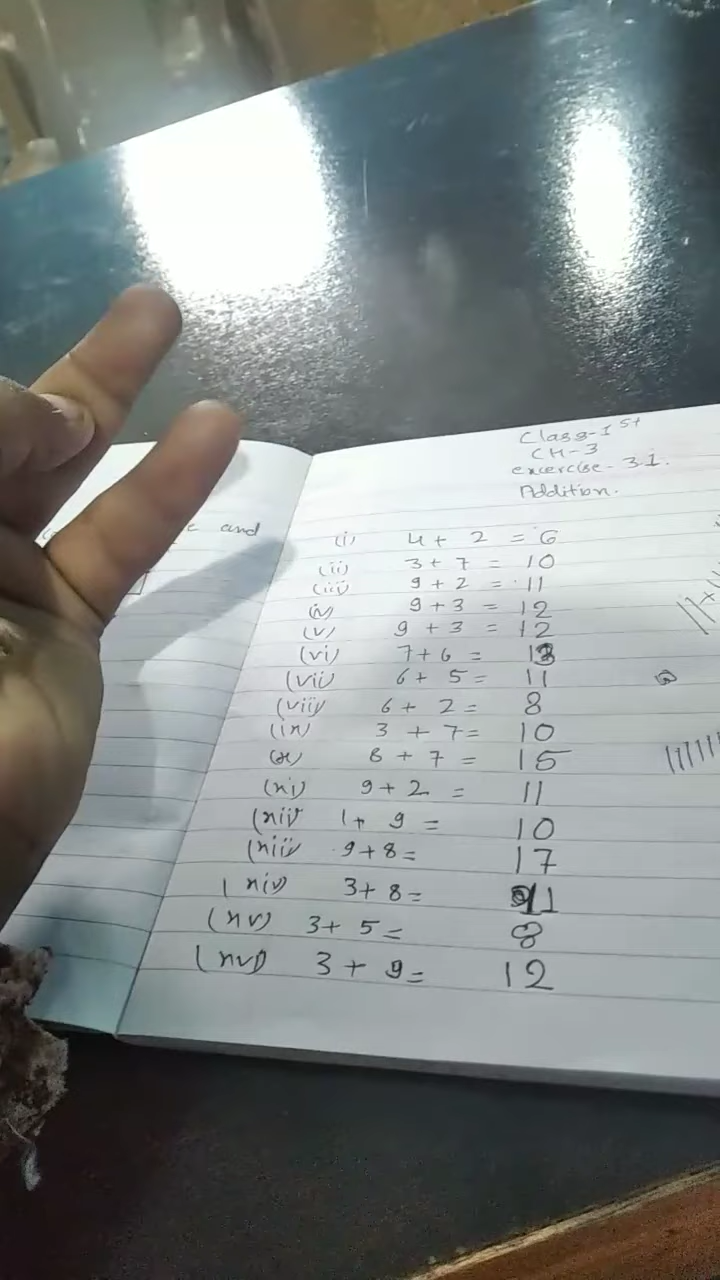 and
Class-1st
CH-3
excercise-3.1.
Addition.
(i) 4+ 2 = 6
(ii) 3+7 = 10
(iii) 9+2 = 11
(iv) 9+3 = 12
(v) 9+3 = 12
(vi) 7+6 = 13
(vii) 6+ 5= 11
(viii) 6+ 2= 8
(ix) 3 +7= 10
(x) 8+7 = 15
(xi) 9+2 = 11
(xii) 1+ 9 = 10
(xiii) 9+8= 17
(xiv) 3+8= 11
(xv) 3+ 5= 8
(xvi) 3+ 9= 12